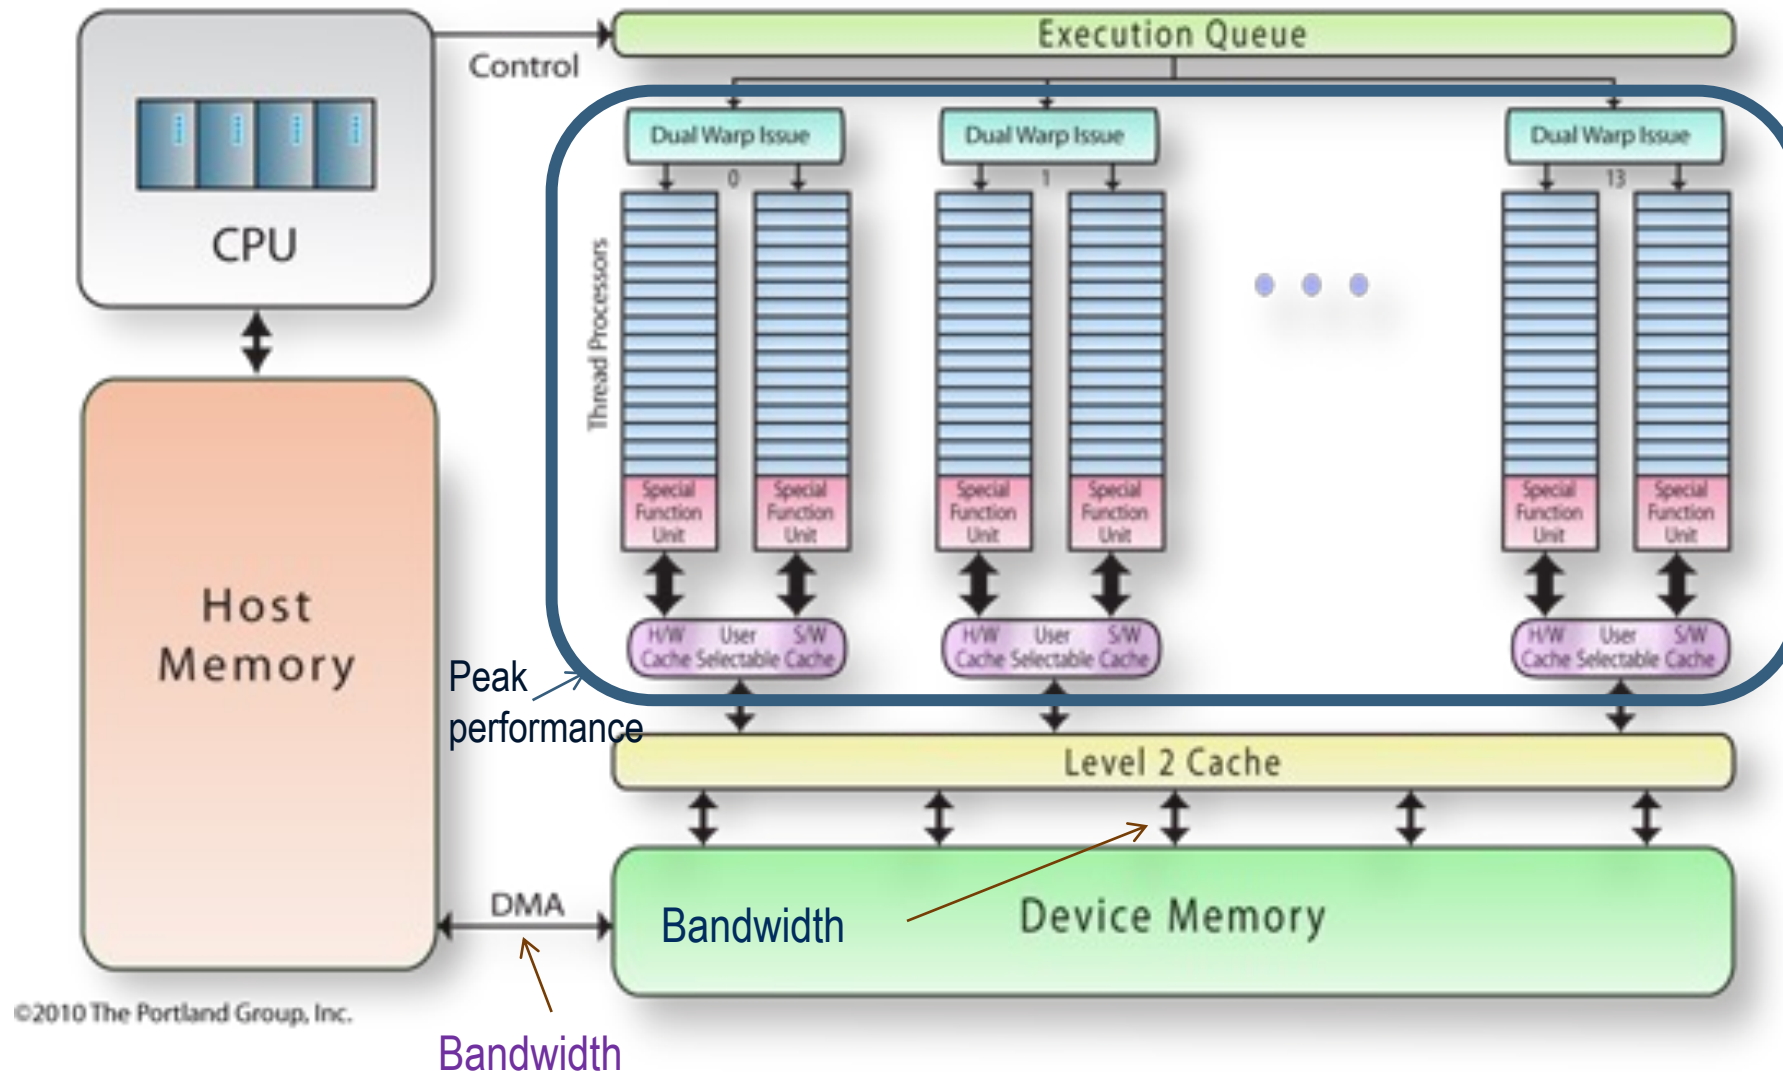 Execution Queue
Control
CPU
Dual Warp Issue
Dual Warp Issue
Dual Warp Issue
0
1
13
Thread Processors
Special
Function
Unit
Special
Function
Unit
Special
Function
Unit
Special
Function
Unit
Special
Function
Unit
Special
Function
Unit
H/W User S/W
Cache Selectable Cache
H/W User S/W
Cache Selectable Cache
H/W User S/W
Cache Selectable Cache
Host
Memory
Peak
performance
Level 2 Cache
DMA
Bandwidth
Device Memory
©2010 The Portland Group, Inc.
Bandwidth